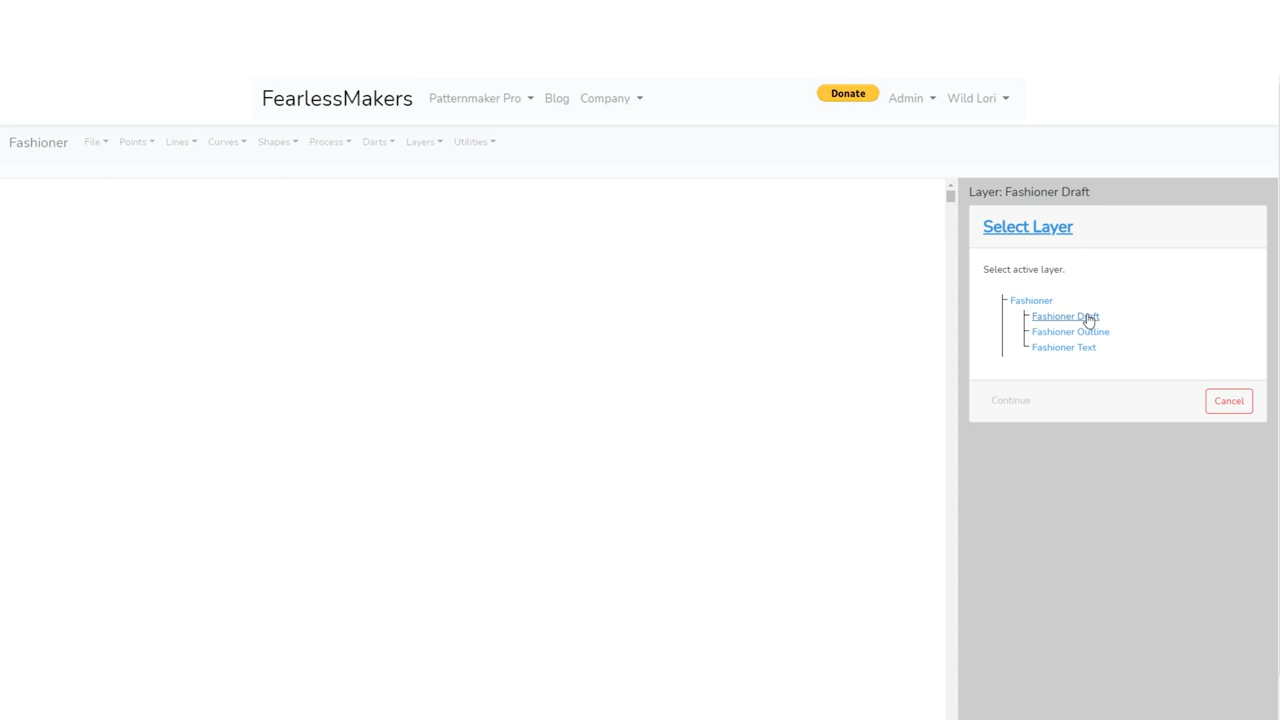 FearlessMakers Patternmaker Pro Blog Company Donate Admin Wild Lori
Fashioner File Points Lines Curves Shapes Process Darts Layers Utilities
Layer: Fashioner Draft
Select Layer
Select active layer.
Fashioner
Fashioner Draft
Fashioner Outline
Fashioner Text
Continue Cancel